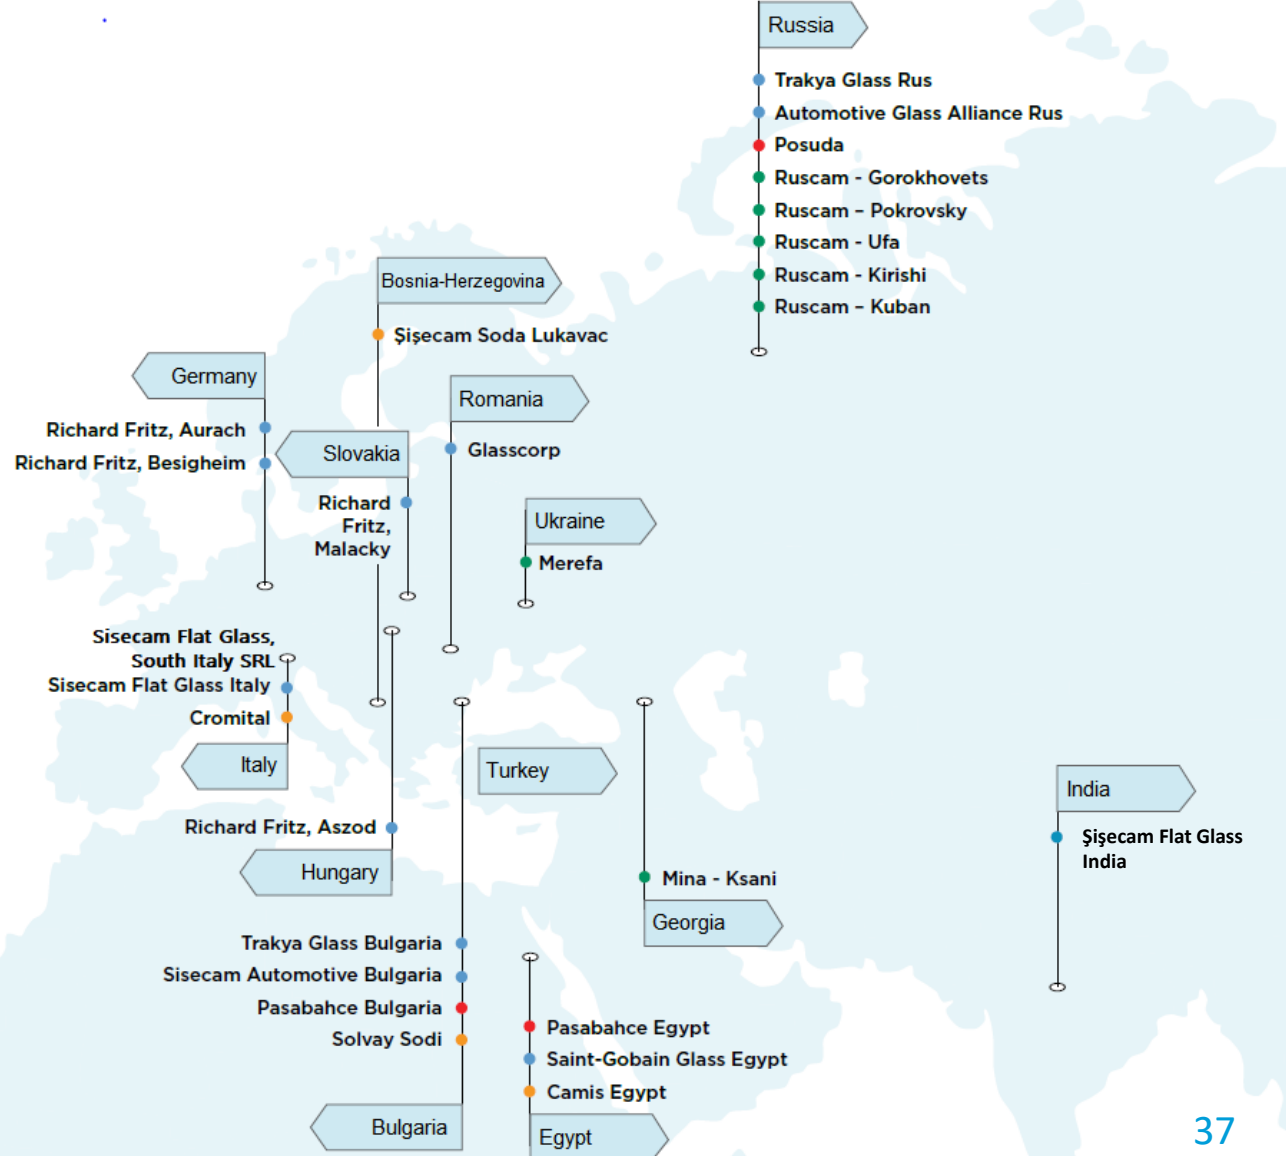 Russia
Trakya Glass Rus
Automotive Glass Alliance Rus
Posuda
Ruscam - Gorokhovets
Ruscam – Pokrovsky
Ruscam - Ufa
Ruscam - Kirishi
Ruscam – Kuban
Bosnia-Herzegovina
Şişecam Soda Lukavac
Germany
Richard Fritz, Aurach
Richard Fritz, Besigheim
Romania
Glasscorp
Slovakia
Richard
Fritz,
Malacky
Ukraine
Merefa
Sisecam Flat Glass,
South Italy SRL
Sisecam Flat Glass Italy
Cromital
Italy
Turkey
India
Şişecam Flat Glass
India
Richard Fritz, Aszod
Hungary
Mina - Ksani
Georgia
Trakya Glass Bulgaria
Sisecam Automotive Bulgaria
Pasabahce Bulgaria
Solvay Sodi
Bulgaria
Pasabahce Egypt
Saint-Gobain Glass Egypt
Camis Egypt
Egypt
37